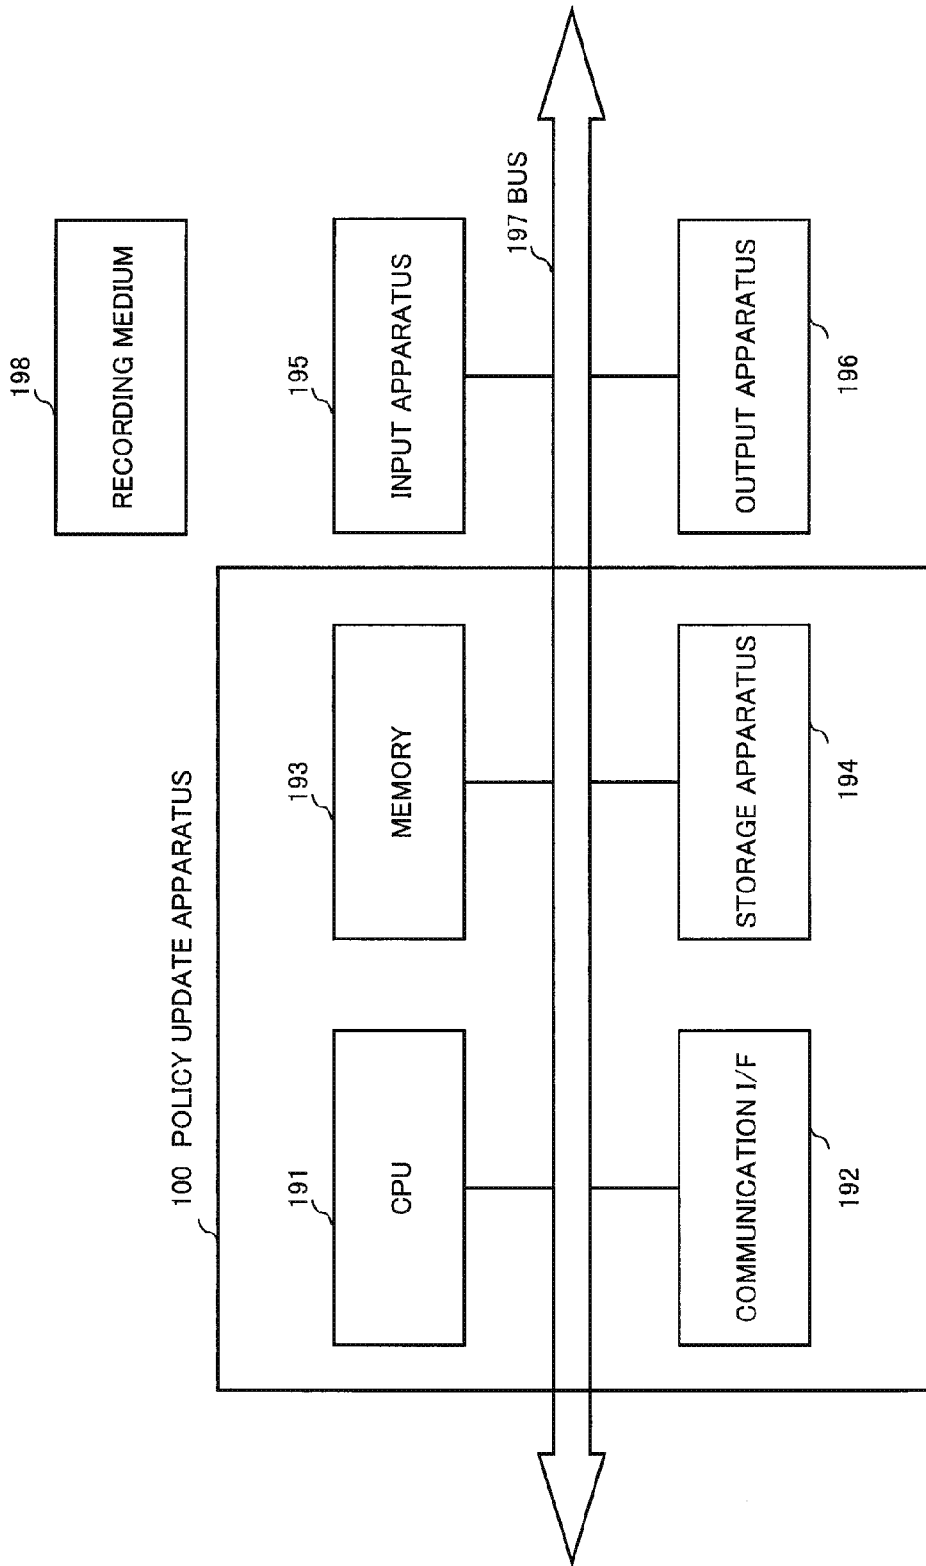 100 POLICY UPDATE APPARATUS
191
CPU
193
MEMORY
195
INPUT APPARATUS
198
RECORDING MEDIUM
197 BUS
COMMUNICATION I/F
192
STORAGE APPARATUS
194
OUTPUT APPARATUS
196